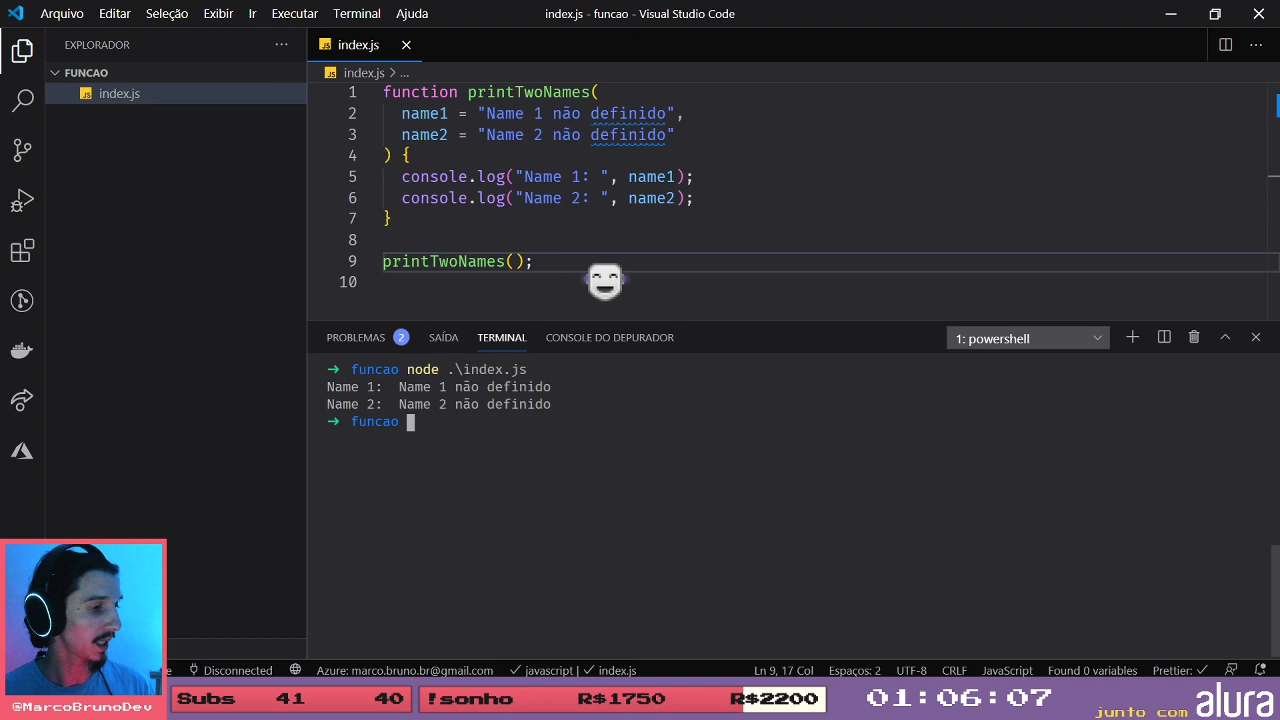 Arquivo Editar Seleção Exibir Ir Executar Terminal Ajuda
index.js - funcao - Visual Studio Code
EXPLORADOR
FUNCAO
JS index.js
JS index.js
JS index.js > ...
1 function printTwoNames(
2 name1 = "Name 1 não definido",
3 name2 = "Name 2 não definido"
4 ) {
5 console.log("Name 1: ", name1);
6 console.log("Name 2: ", name2);
7 }
8
9 printTwoNames();
10
PROBLEMAS 2 SAÍDA TERMINAL CONSOLE DO DEPURADOR
1: powershell
→ funcao node .\index.js
Name 1:  Name 1 não definido
Name 2:  Name 2 não definido
→ funcao
Disconnected Azure: marco.bruno.br@gmail.com ✓ javascript | ✓ index.js Ln 9, 17 Col Espaços: 2 UTF-8 CRLF JavaScript Found 0 variables Prettier: ✓
@MarcoBrunoDev
Subs 41 40
!sonho R$1750 R$2200
01:06:07
junto com alura